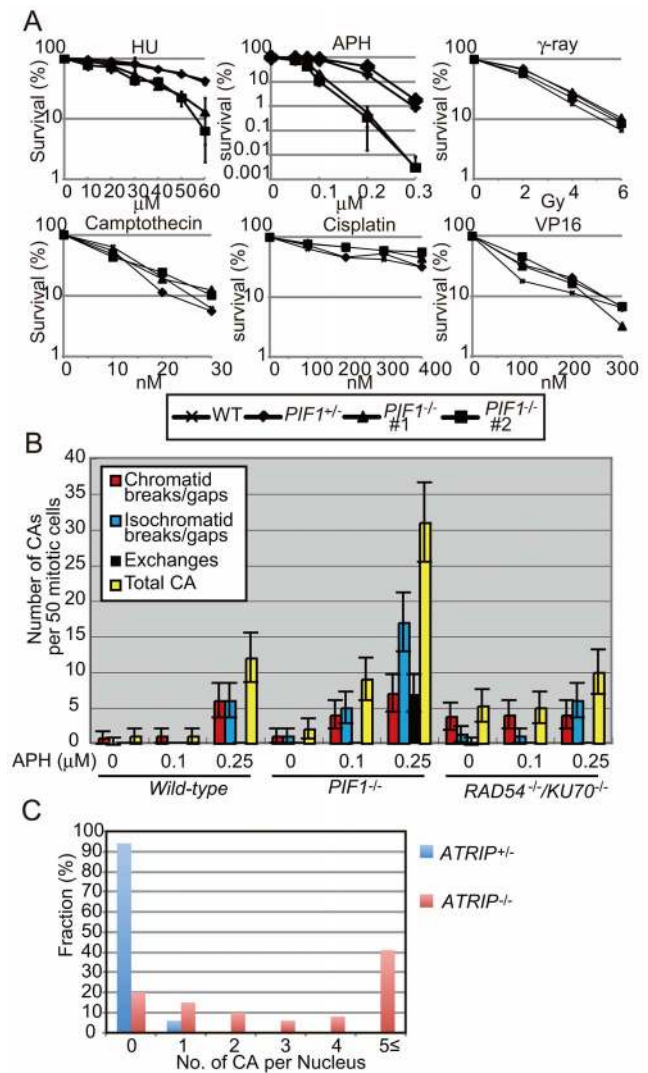 A
HU
APH
γ-ray
Survival (%)
100
10
1
0 10 20 30 40 50 60
μM
survival (%)
100
10
1
0.1
0.01
0.001
0 0.1 0.2 0.3
μM
Survival (%)
100
10
1
0 2 4 6
Gy
Camptothecin
Cisplatin
VP16
Survival (%)
100
10
1
0 10 20 30
nM
survival (%)
100
10
1
0 100 200 300 400
nM
Survival (%)
100
10
1
0 100 200 300
nM
WT PIF1+/- PIF1-/- #1 PIF1-/- #2
B
Number of CAs
per 50 mitotic cells
40
35
30
25
20
15
10
5
0
Chromatid
breaks/gaps
Isochromatid
breaks/gaps
Exchanges
Total CA
APH (μM) 0 0.1 0.25 0 0.1 0.25 0 0.1 0.25
Wild-type PIF1-/- RAD54-/-/KU70-/-
C
Fraction (%)
100
90
80
70
60
50
40
30
20
10
0
0 1 2 3 4 5≤
No. of CA per Nucleus
ATRIP+/-
ATRIP-/-